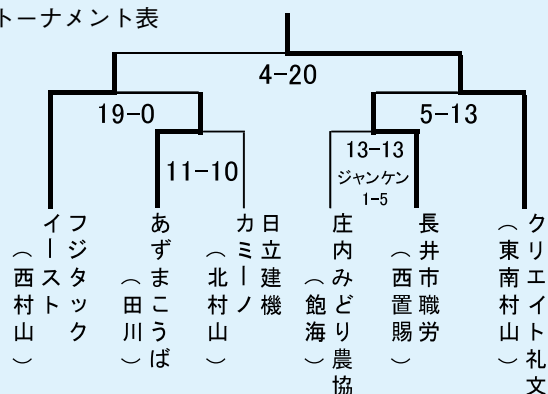 トーナメント表
4-20
19-0
5-13
11-10
13-13
ジャンケン
1-5
フジタック
イースト
(西村山)
あずまこうば
(田川)
日立建機
カミーノ
(北村山)
庄内みどり農協
(飽海)
長井市職労
(西置賜)
クリエイト礼文
(東南村山)